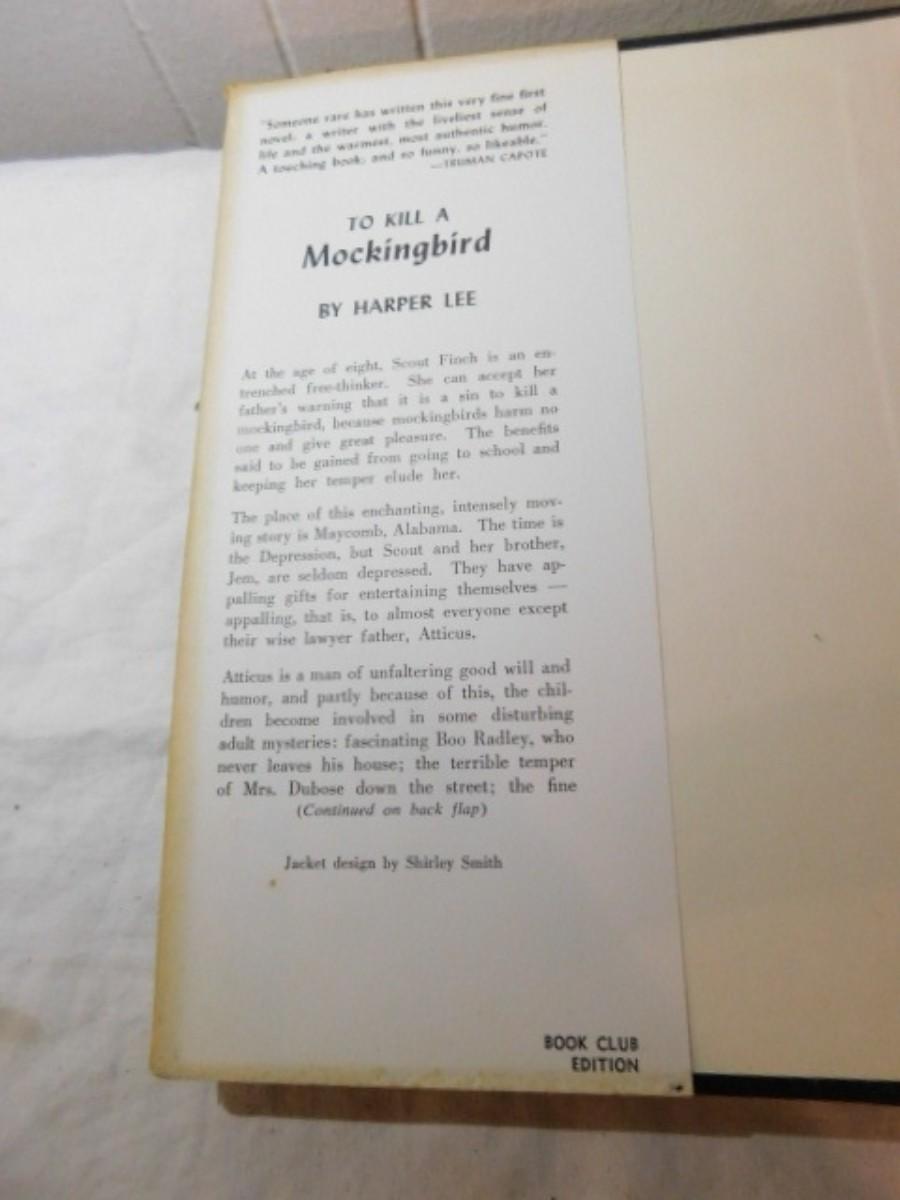 "Someone rare has written this very fine first
novel, a writer with the liveliest sense of
life and the warmest, most authentic humor.
A touching book; and so funny, so likeable."
—TRUMAN CAPOTE
TO KILL A
Mockingbird
BY HARPER LEE
At the age of eight, Scout Finch is an en-
trenched free-thinker. She can accept her
father's warning that it is a sin to kill a
mockingbird, because mockingbirds harm no
one and give great pleasure. The benefits
said to be gained from going to school and
keeping her temper elude her.
The place of this enchanting, intensely mov-
ing story is Maycomb, Alabama. The time is
the Depression, but Scout and her brother,
Jem, are seldom depressed. They have ap-
palling gifts for entertaining themselves —
appalling, that is, to almost everyone except
their wise lawyer father, Atticus.
Atticus is a man of unfaltering good will and
humor, and partly because of this, the chil-
dren become involved in some disturbing
adult mysteries: fascinating Boo Radley, who
never leaves his house; the terrible temper
of Mrs. Dubose down the street; the fine
(Continued on back flap)
Jacket design by Shirley Smith
BOOK CLUB
EDITION